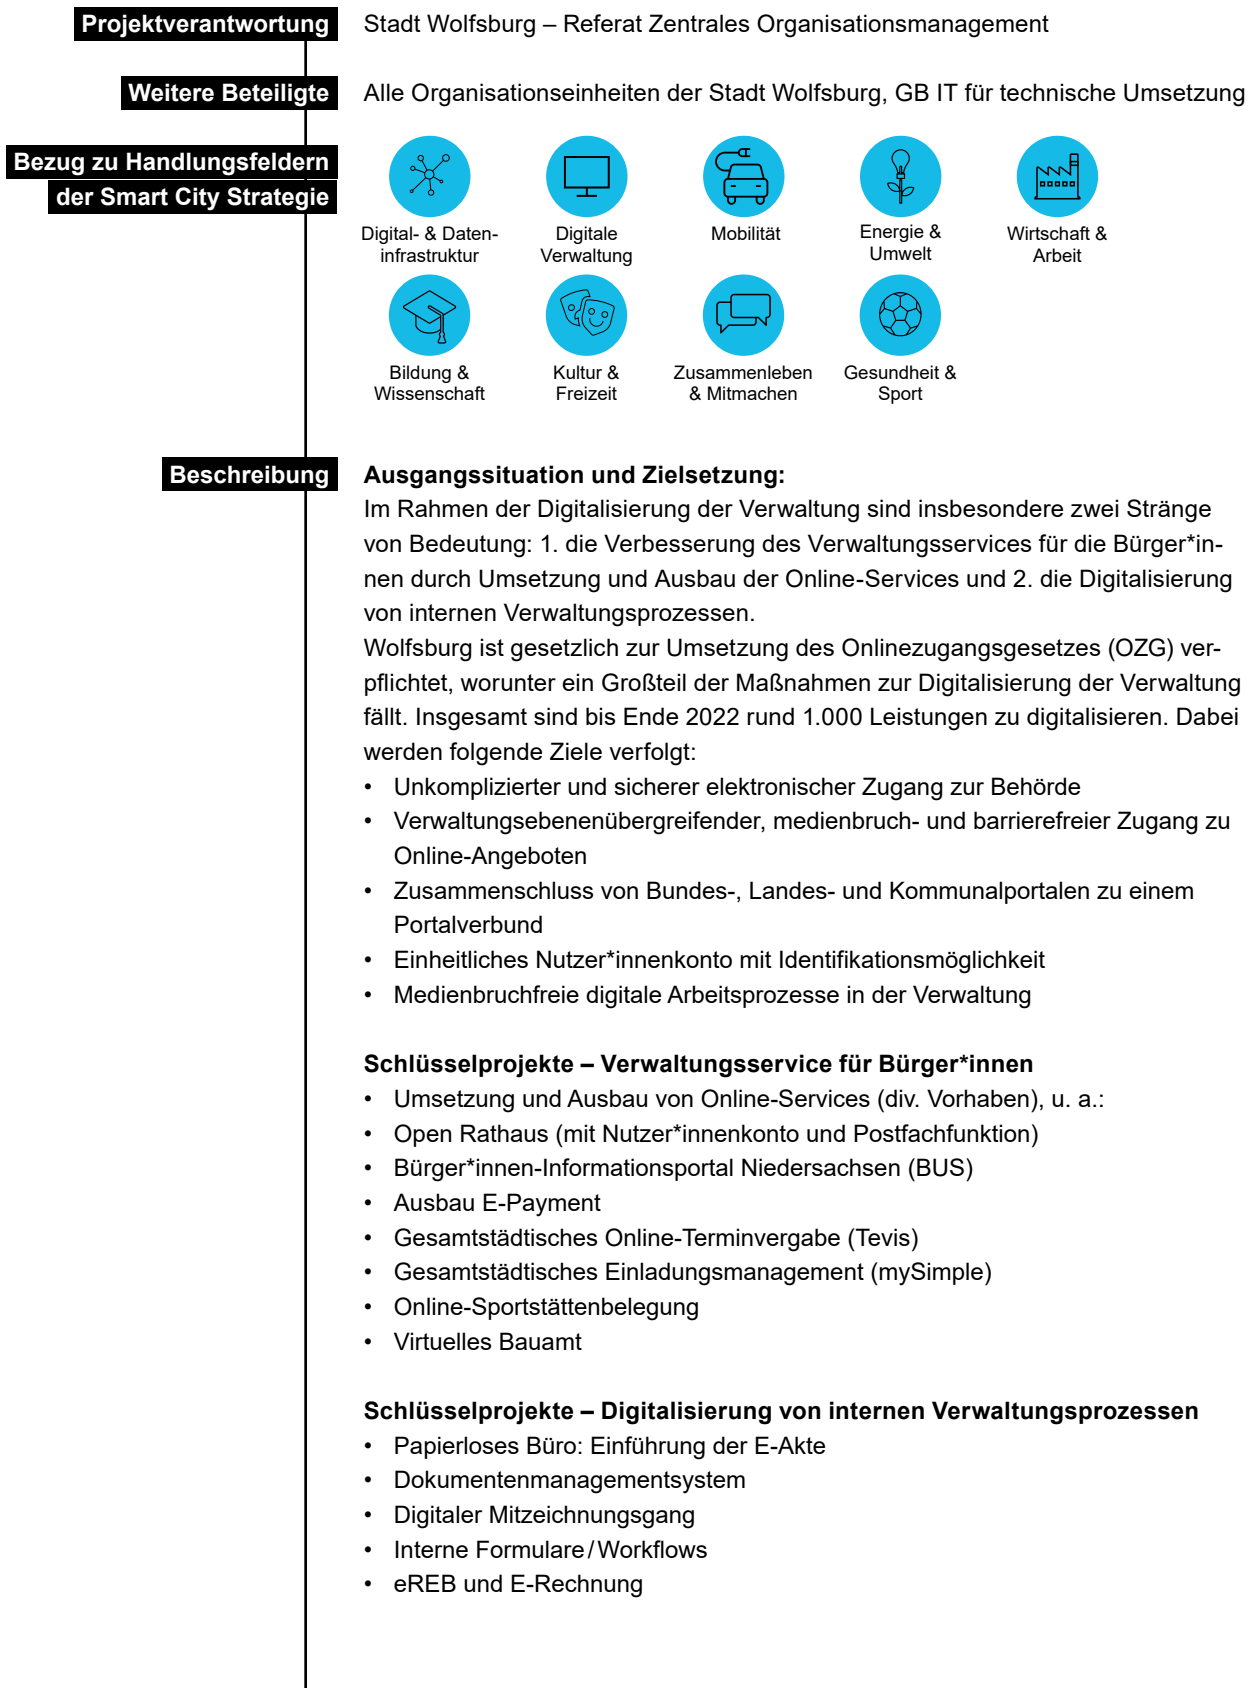 Projektverantwortung
Stadt Wolfsburg – Referat Zentrales Organisationsmanagement
Weitere Beteiligte
Alle Organisationseinheiten der Stadt Wolfsburg, GB IT für technische Umsetzung
Bezug zu Handlungsfeldern
der Smart City Strategie
Digital- & Daten-
infrastruktur
Digitale
Verwaltung
Mobilität
Energie &
Umwelt
Wirtschaft &
Arbeit
Bildung &
Wissenschaft
Kultur &
Freizeit
Zusammenleben
& Mitmachen
Gesundheit &
Sport
Beschreibung
Ausgangssituation und Zielsetzung:
Im Rahmen der Digitalisierung der Verwaltung sind insbesondere zwei Stränge
von Bedeutung: 1. die Verbesserung des Verwaltungsservices für die Bürger*in-
nen durch Umsetzung und Ausbau der Online-Services und 2. die Digitalisierung
von internen Verwaltungsprozessen.
Wolfsburg ist gesetzlich zur Umsetzung des Onlinezugangsgesetzes (OZG) ver-
pflichtet, worunter ein Großteil der Maßnahmen zur Digitalisierung der Verwaltung
fällt. Insgesamt sind bis Ende 2022 rund 1.000 Leistungen zu digitalisieren. Dabei
werden folgende Ziele verfolgt:
• Unkomplizierter und sicherer elektronischer Zugang zur Behörde
• Verwaltungsebenenübergreifender, medienbruch- und barrierefreier Zugang zu
Online-Angeboten
• Zusammenschluss von Bundes-, Landes- und Kommunalportalen zu einem
Portalverbund
• Einheitliches Nutzer*innenkonto mit Identifikationsmöglichkeit
• Medienbruchfreie digitale Arbeitsprozesse in der Verwaltung
Schlüsselprojekte – Verwaltungsservice für Bürger*innen
• Umsetzung und Ausbau von Online-Services (div. Vorhaben), u. a.:
• Open Rathaus (mit Nutzer*innenkonto und Postfachfunktion)
• Bürger*innen-Informationsportal Niedersachsen (BUS)
• Ausbau E-Payment
• Gesamtstädtisches Online-Terminvergabe (Tevis)
• Gesamtstädtisches Einladungsmanagement (mySimple)
• Online-Sportstättenbelegung
• Virtuelles Bauamt
Schlüsselprojekte – Digitalisierung von internen Verwaltungsprozessen
• Papierloses Büro: Einführung der E-Akte
• Dokumentenmanagementsystem
• Digitaler Mitzeichnungsgang
• Interne Formulare / Workflows
• eREB und E-Rechnung